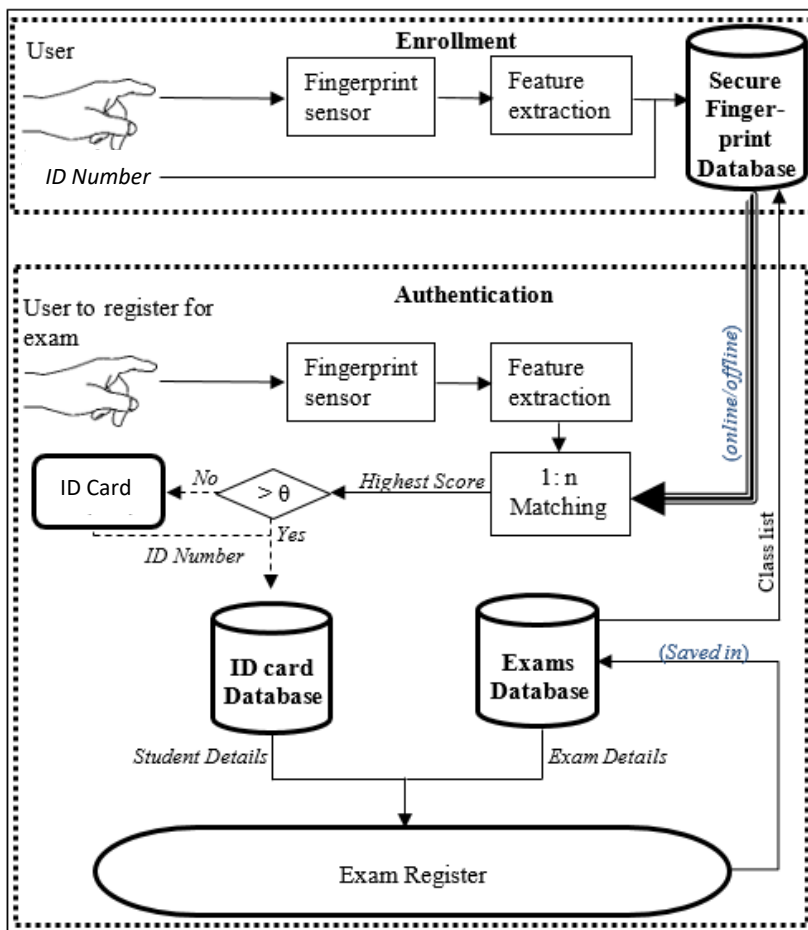 Enrollment
User
Fingerprint
sensor
Feature
extraction
Secure
Finger-
print
Database
ID Number
Authentication
User to register for
exam
Fingerprint
sensor
Feature
extraction
(online/offline)
ID Card
No
> θ
Highest Score
1: n
Matching
Yes
ID Number
Class list
ID card
Database
Exams
Database
(Saved in)
Student Details
Exam Details
Exam Register